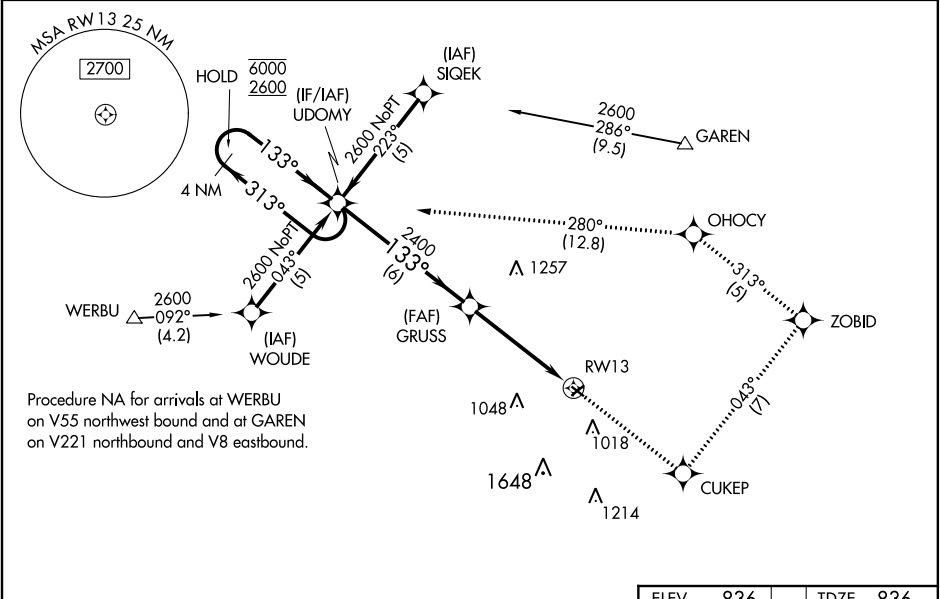 MSA RW13 25 NM
2700
HOLD
6000
2600
(IF/IAF)
UDOMY
(IAF)
SIQEK
2600 NoPT
223°
(5)
2600
286°
(9.5)
GAREN
133°
313°
4 NM
2600 NoPT
043°
(5)
2400
133°
(6)
280°
(12.8)
OHOCY
313°
(5)
ZOBID
1257
WERBU
2600
092°
(4.2)
(IAF)
WOUDE
(FAF)
GRUSS
RW13
043°
(7)
Procedure NA for arrivals at WERBU
on V55 northwest bound and at GAREN
on V221 northbound and V8 eastbound.
1048
1018
1648
1214
CUKEP
ELEV 836
TDZE 836